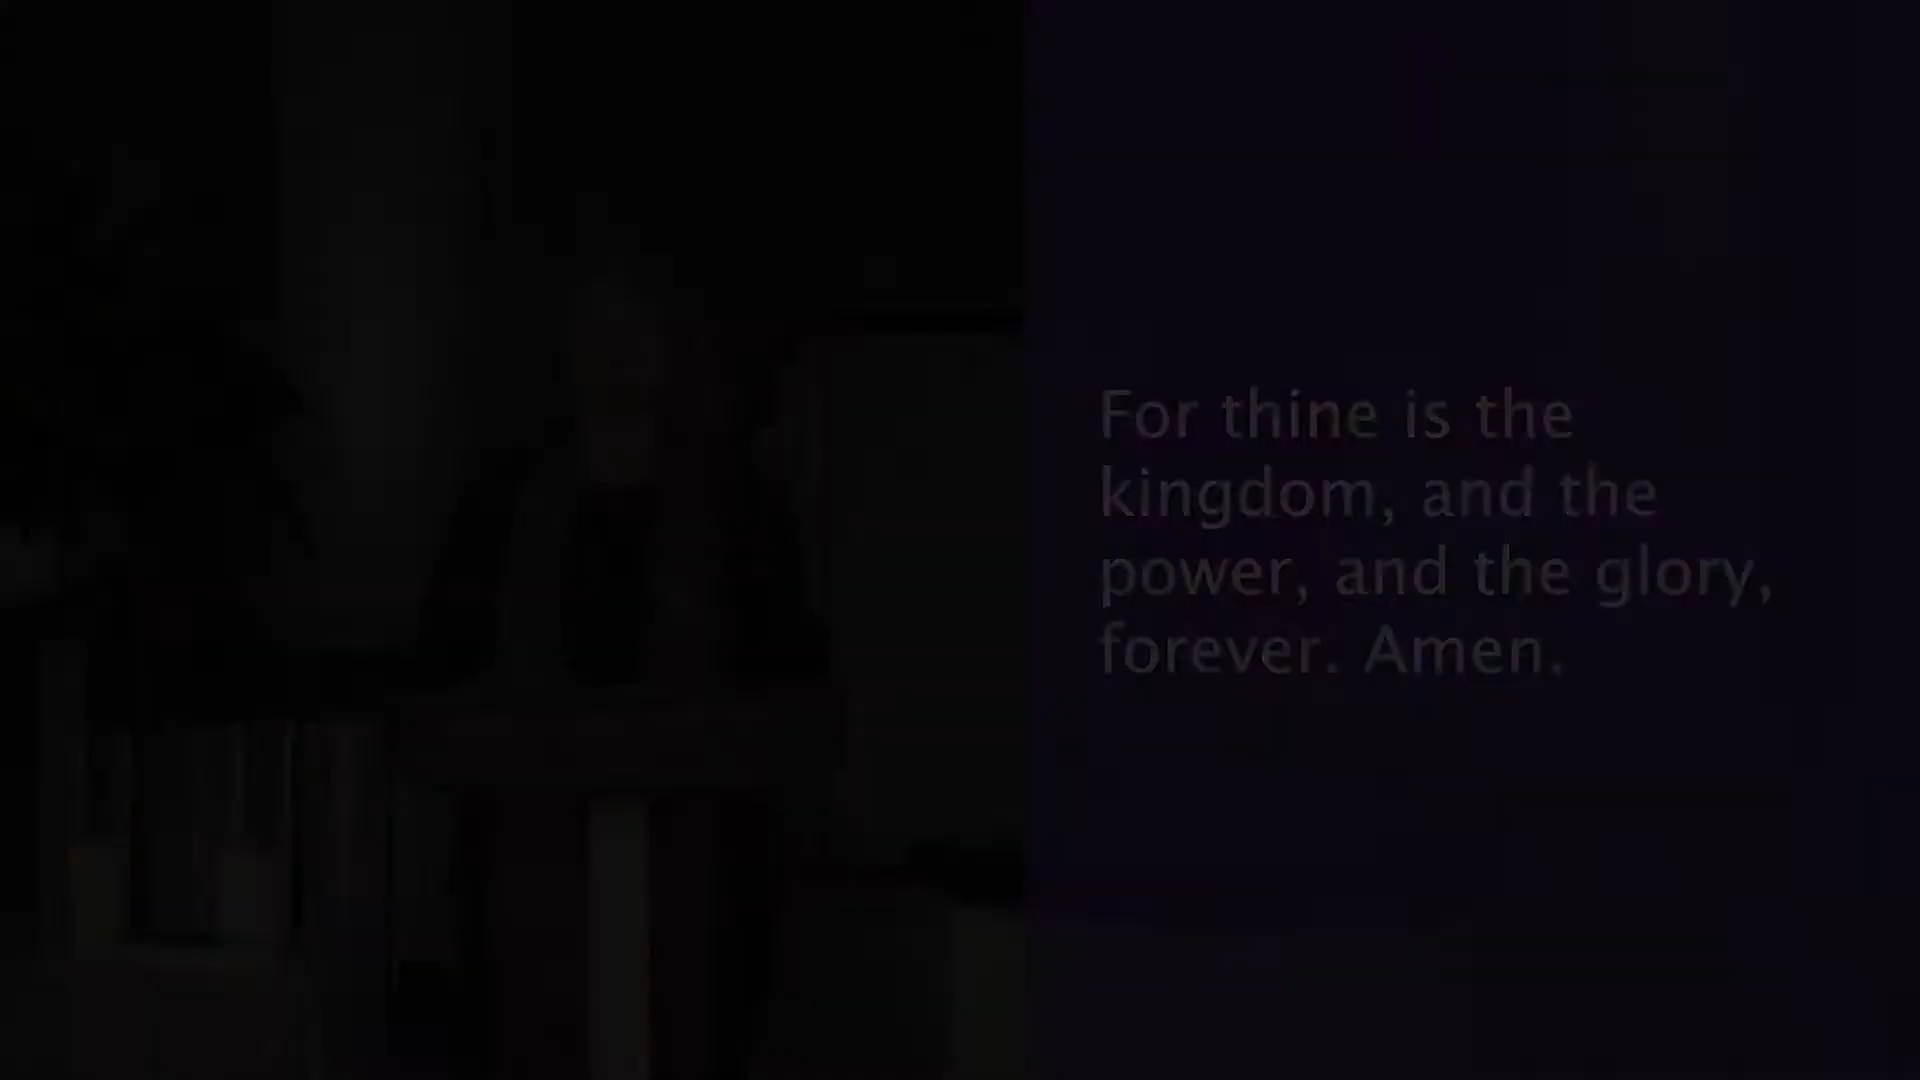 For thine is the
kingdom, and the
power, and the glory,
forever. Amen.